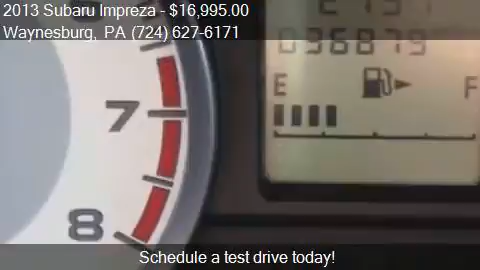 2013 Subaru Impreza - $16,995.00
Waynesburg, PA (724) 627-6171
036879
E F
7
8
Schedule a test drive today!